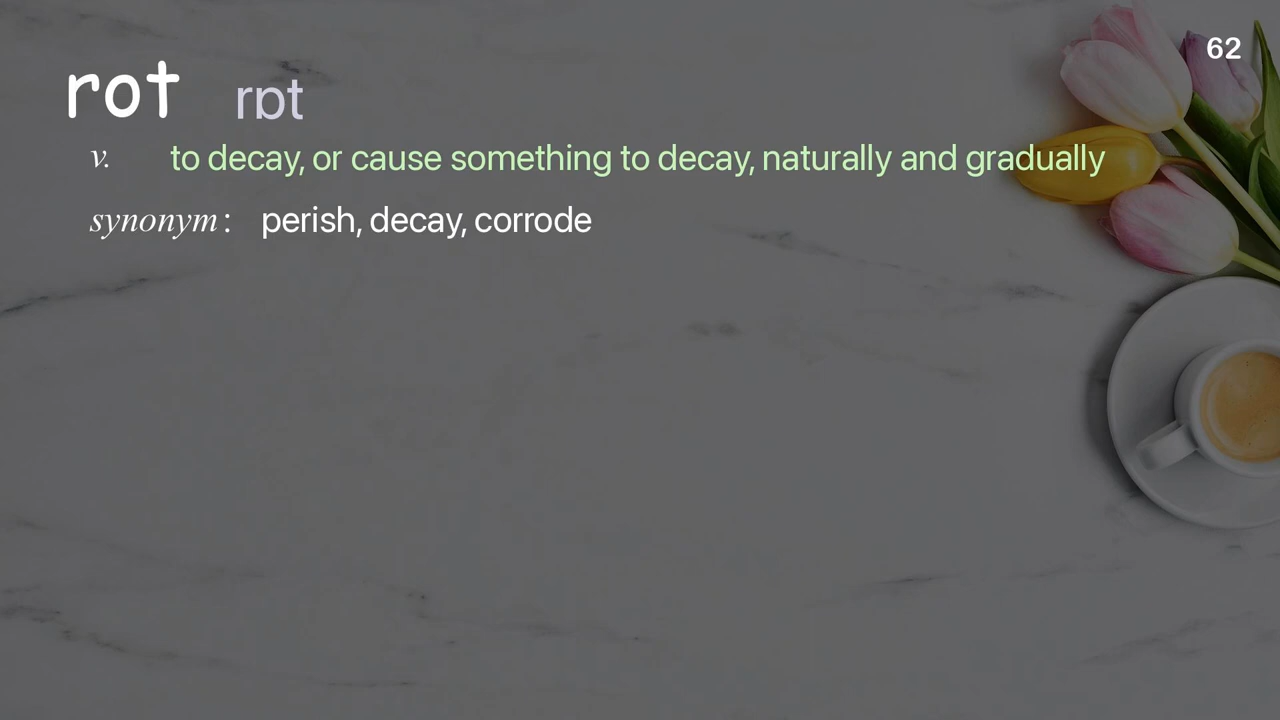 62
rot rɒt
v. to decay, or cause something to decay, naturally and gradually
synonym: perish, decay, corrode